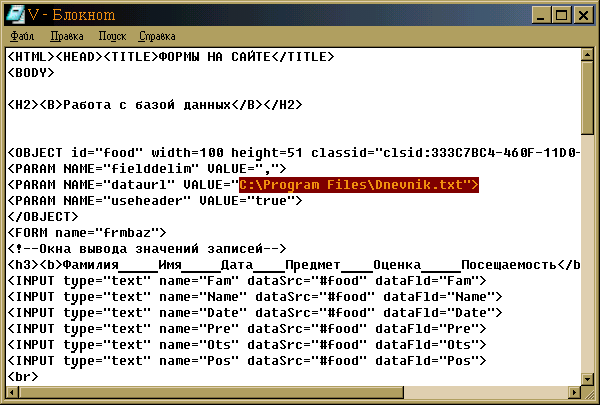 V - Блокнот
Файл Правка Поиск Справка
<HTML><HEAD><TITLE>ФОРМЫ НА САЙТЕ</TITLE>
<BODY>
<H2><B>Работа с базой данных</B></H2>
<OBJECT id="food" width=100 height=51 classid="clsid:333C7BC4-460F-11D0-
<PARAM NAME="fielddelim" VALUE=",">
<PARAM NAME="dataurl" VALUE="C:\Program Files\Dnevnik.txt">
<PARAM NAME="useheader" VALUE="true">
</OBJECT>
<FORM name="frmbaz">
<!--Окна вывода значений записей-->
<h3><b>Фамилия_____Имя_____Дата____Предмет____Оценка_____Посещаемость</b
<INPUT type="text" name="Fam" dataSrc="#food" dataFld="Fam">
<INPUT type="text" name="Name" dataSrc="#food" dataFld="Name">
<INPUT type="text" name="Date" dataSrc="#food" dataFld="Date">
<INPUT type="text" name="Pre" dataSrc="#food" dataFld="Pre">
<INPUT type="text" name="Ots" dataSrc="#food" dataFld="Ots">
<INPUT type="text" name="Pos" dataSrc="#food" dataFld="Pos">
<br>